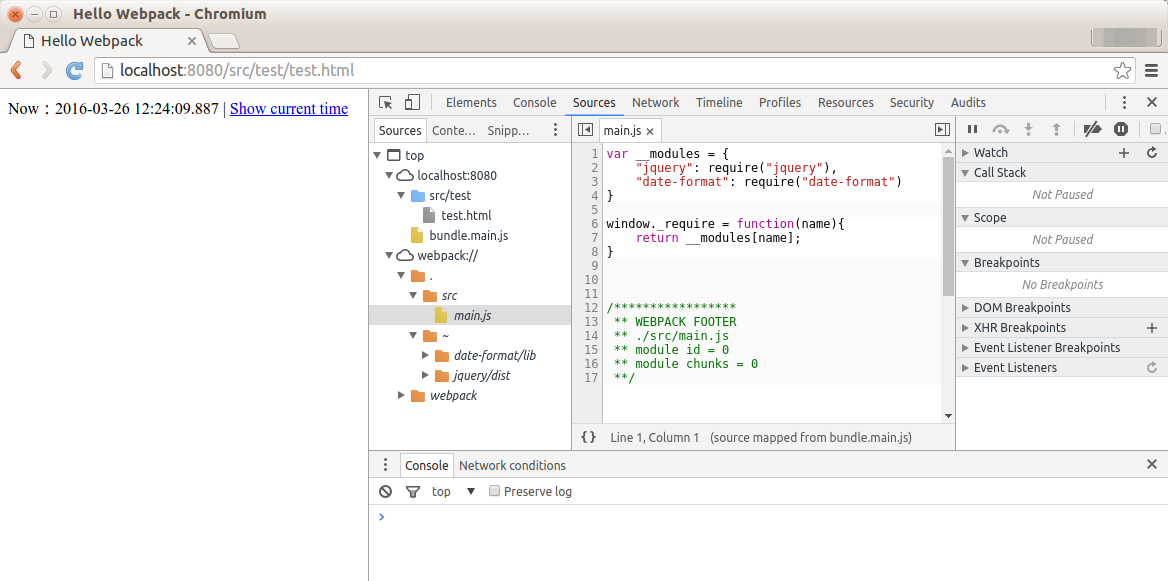 Hello Webpack - Chromium
Hello Webpack
localhost:8080/src/test/test.html
Now：2016-03-26 12:24:09.887 | Show current time
Elements Console Sources Network Timeline Profiles Resources Security Audits
Sources Conte... Snipp...
top
localhost:8080
src/test
test.html
bundle.main.js
webpack://
.
src
main.js
~
date-format/lib
jquery/dist
webpack
main.js
1 var __modules = {
2 "jquery": require("jquery"),
3 "date-format": require("date-format")
4 }
5
6 window._require = function(name){
7 return __modules[name];
8 }
9
10
11
12 /*****************
13 ** WEBPACK FOOTER
14 ** ./src/main.js
15 ** module id = 0
16 ** module chunks = 0
17 **/
{} Line 1, Column 1 (source mapped from bundle.main.js)
Watch
Call Stack
Not Paused
Scope
Not Paused
Breakpoints
No Breakpoints
DOM Breakpoints
XHR Breakpoints
Event Listener Breakpoints
Event Listeners
Console Network conditions
top Preserve log